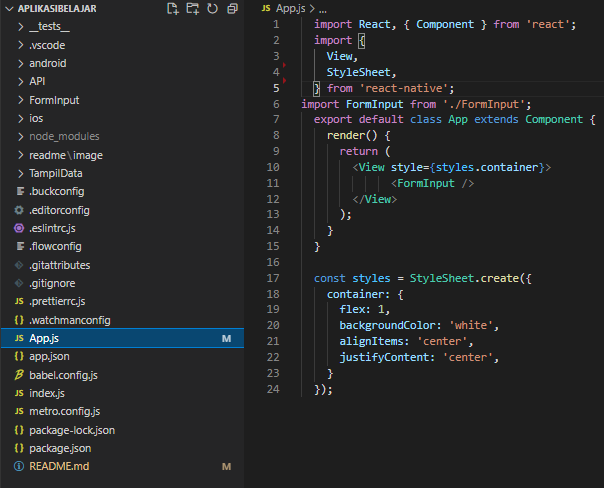 APLIKASIBELAJAR
__tests__
.vscode
android
API
FormInput
ios
node_modules
readme\image
TampilData
.buckconfig
.editorconfig
.eslintrc.js
.flowconfig
.gitattributes
.gitignore
JS .prettierrc.js
{} .watchmanconfig
JS App.js M
{} app.json
babel.config.js
JS index.js
JS metro.config.js
{} package-lock.json
{} package.json
README.md M
JS App.js > ...
1 import React, { Component } from 'react';
2 import {
3 View,
4 StyleSheet,
5 } from 'react-native';
6 import FormInput from './FormInput';
7 export default class App extends Component {
8 render() {
9 return (
10 <View style={styles.container}>
11 <FormInput />
12 </View>
13 );
14 }
15 }
16
17 const styles = StyleSheet.create({
18 container: {
19 flex: 1,
20 backgroundColor: 'white',
21 alignItems: 'center',
22 justifyContent: 'center',
23 }
24 });